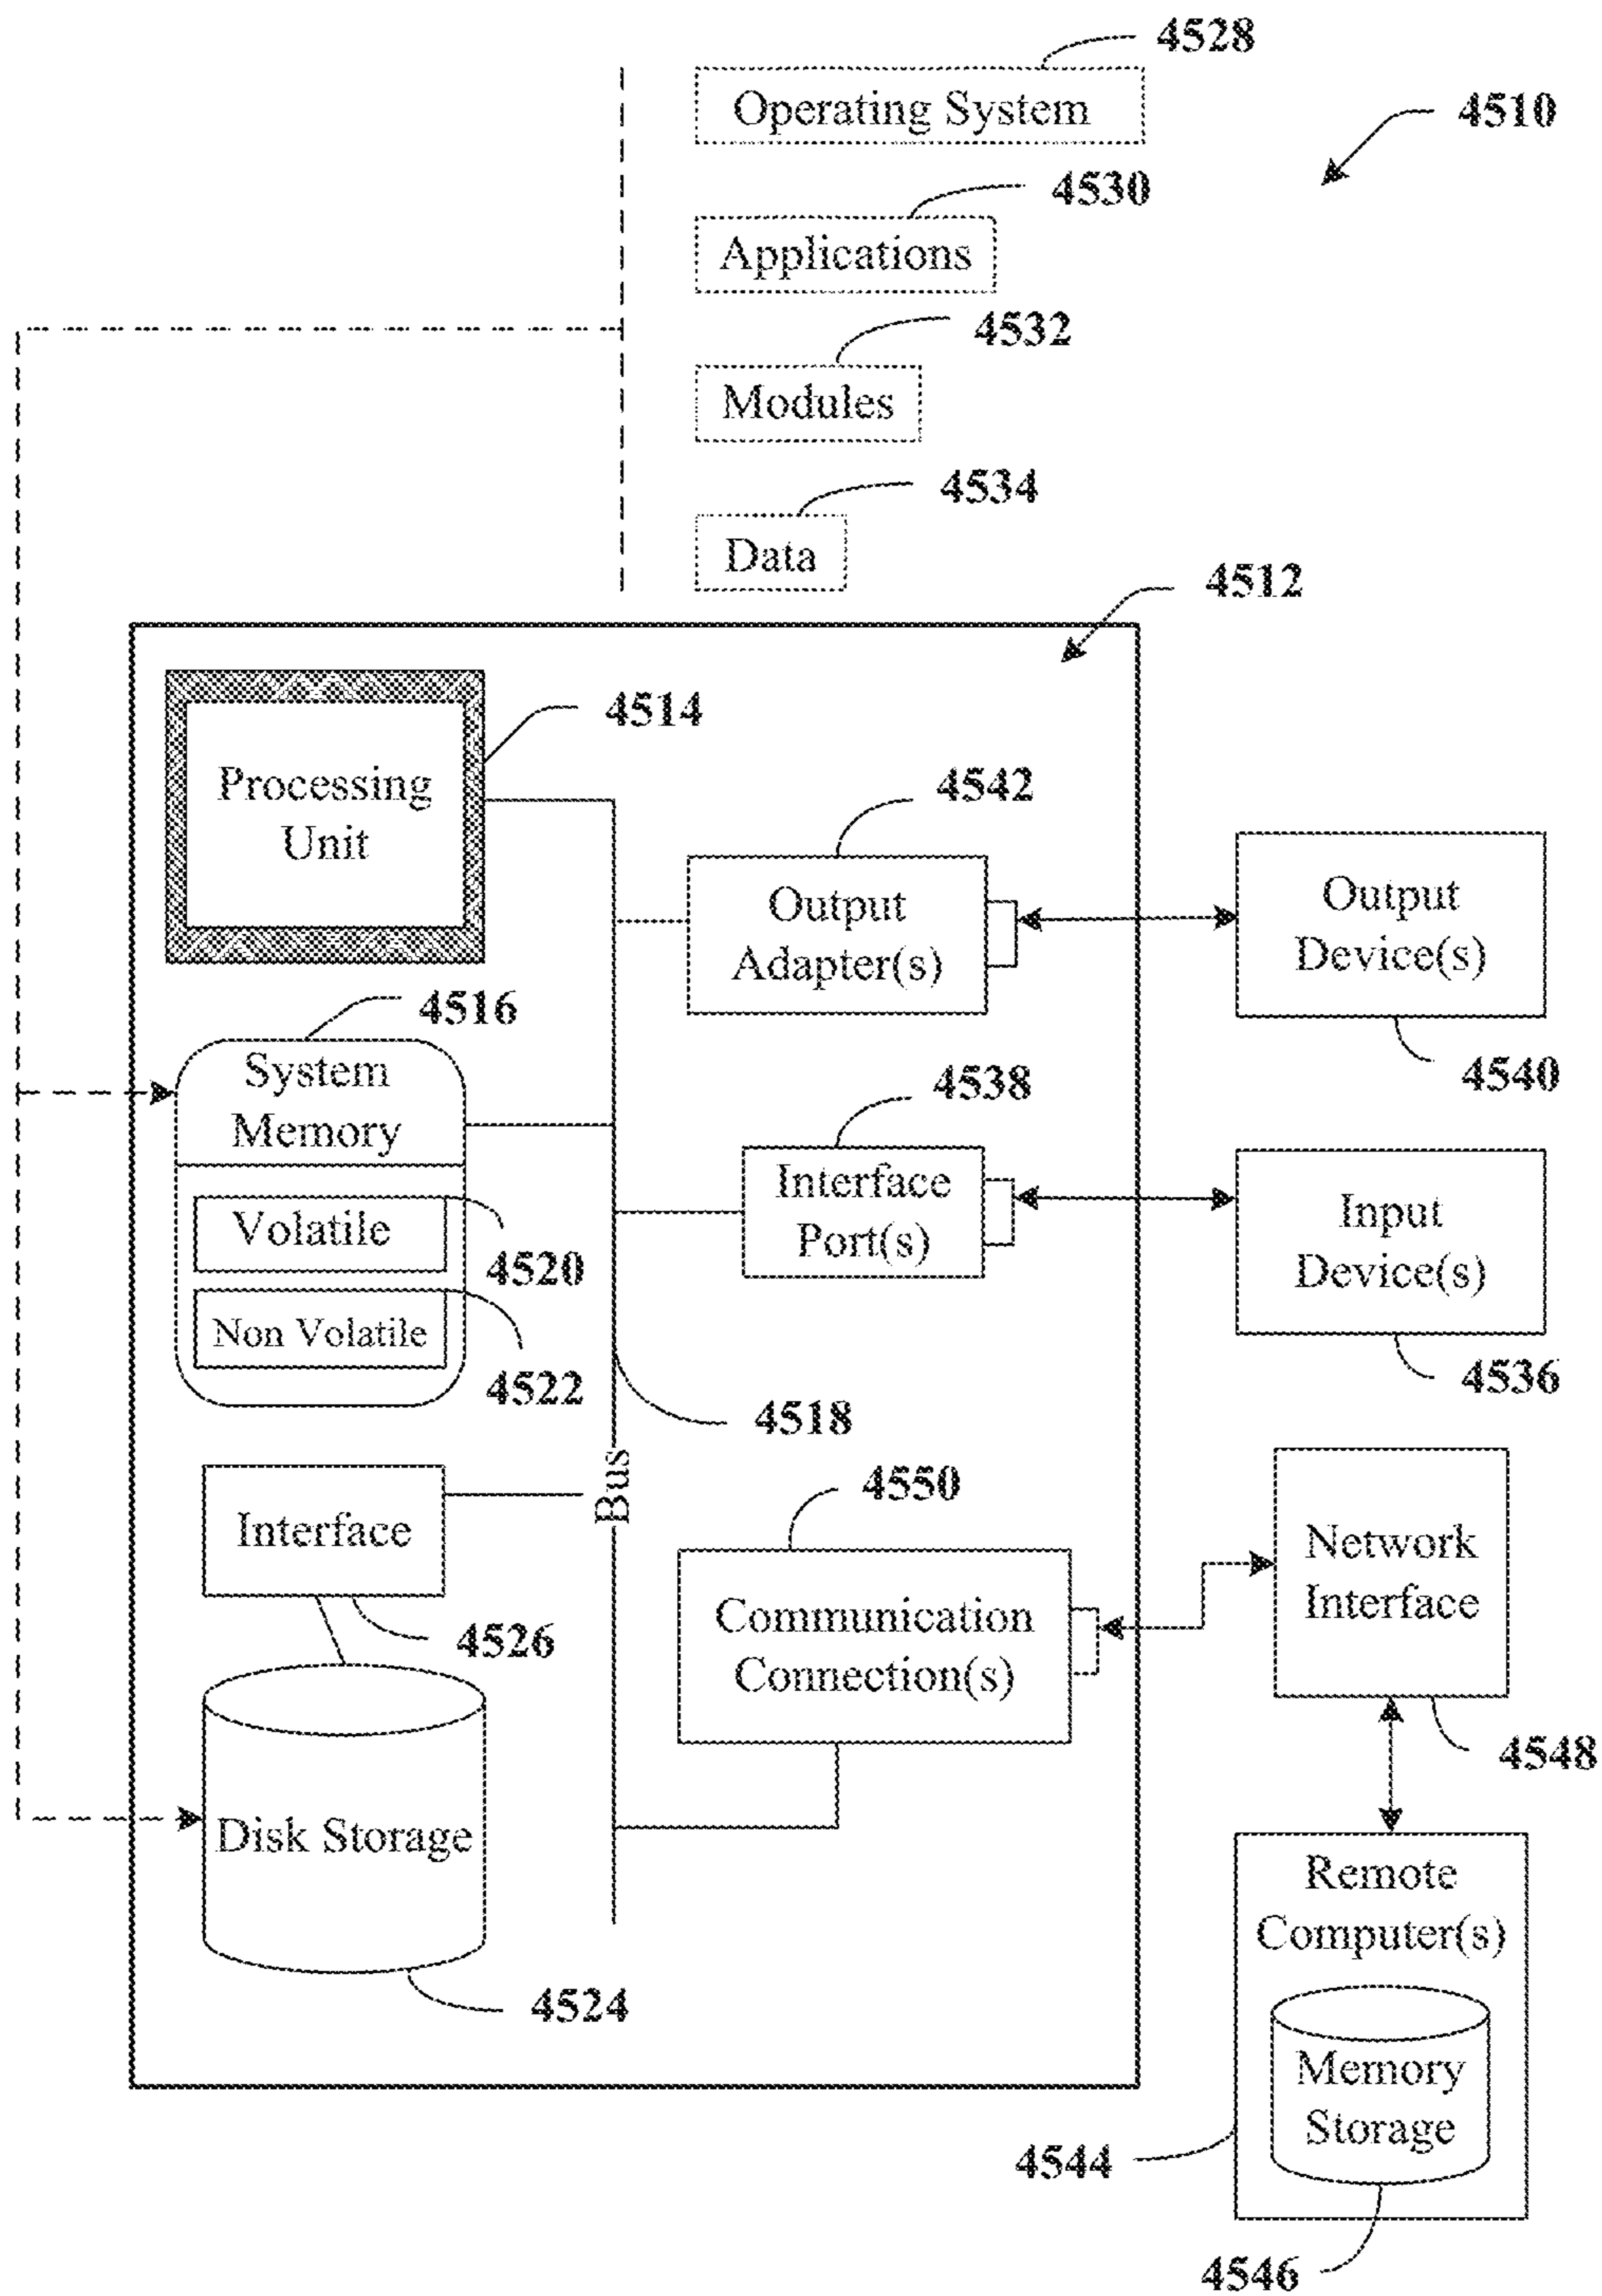 4528
Operating System
4510
4530
Applications
4532
Modules
4534
Data
4512
4514
Processing
Unit
4542
Output
Adapter(s)
Output
Device(s)
4540
4516
System
Memory
4538
Interface
Port(s)
Input
Device(s)
4536
Volatile
4520
Non Volatile
4522
4518
Bus
4550
Interface
4526
Communication
Connection(s)
Network
Interface
4548
Disk Storage
4524
Remote
Computer(s)
Memory
Storage
4544
4546